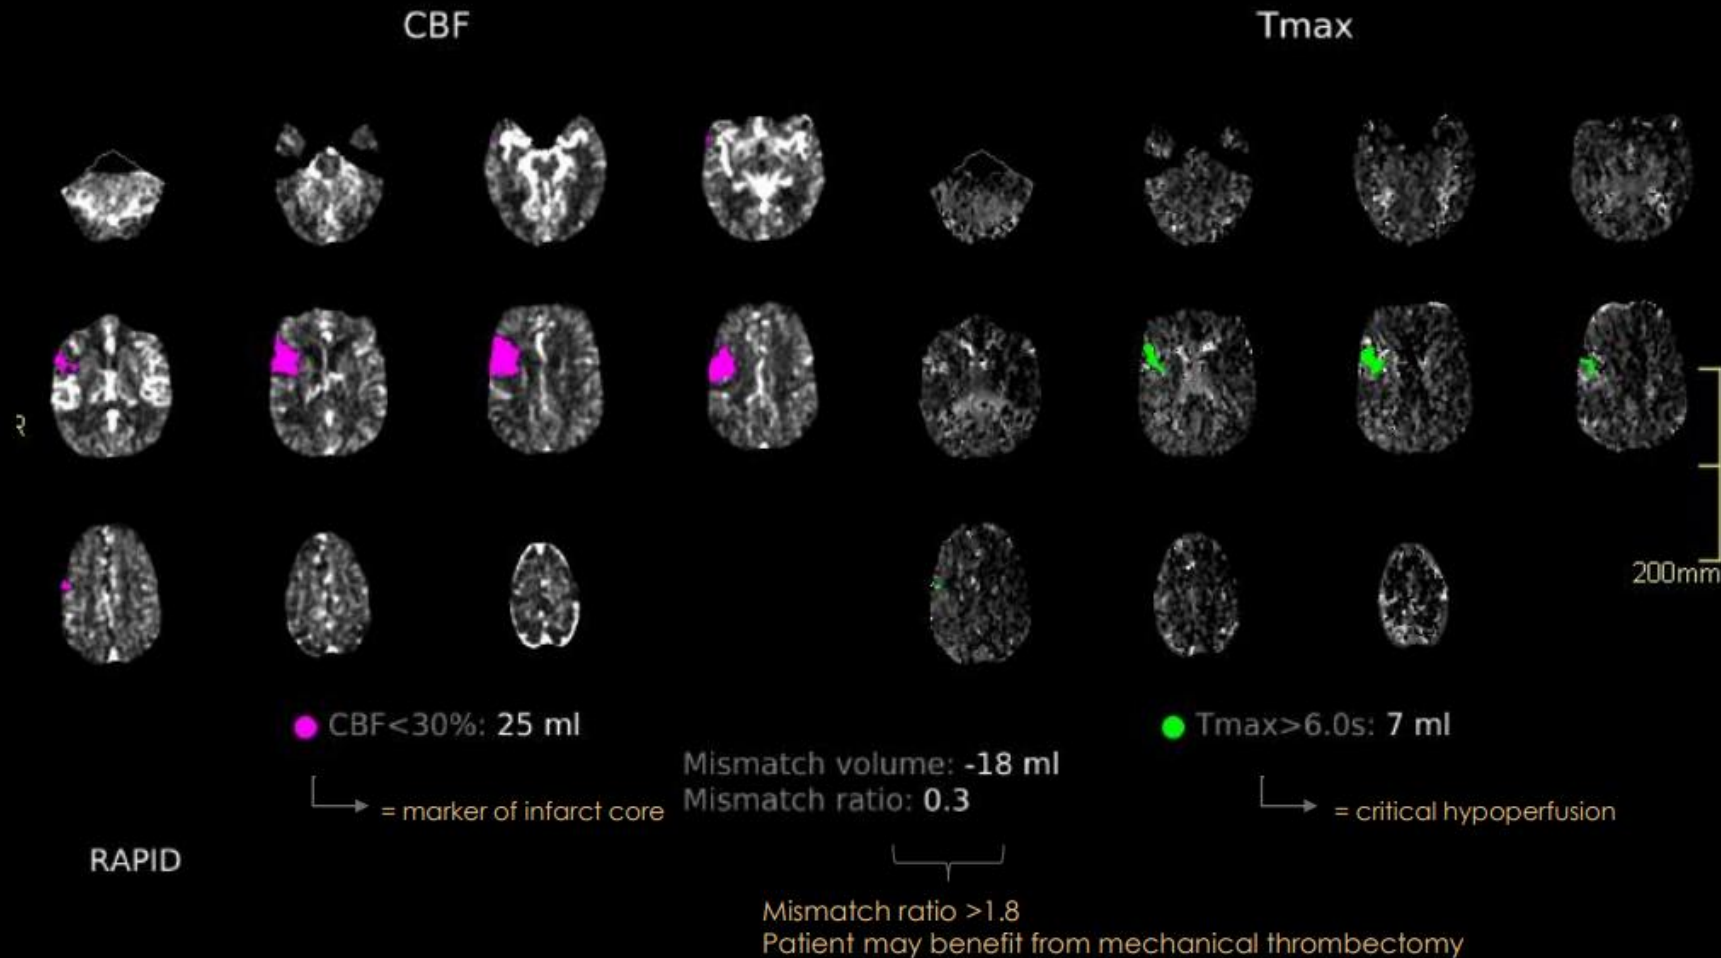 CBF
Tmax
R
200mm
CBF<30%: 25 ml
Tmax>6.0s: 7 ml
Mismatch volume: -18 ml
Mismatch ratio: 0.3
= marker of infarct core
= critical hypoperfusion
RAPID
Mismatch ratio >1.8
Patient may benefit from mechanical thrombectomy